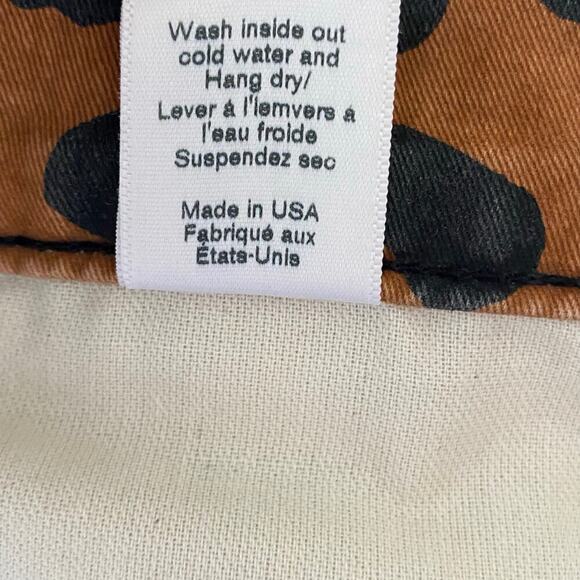 Wash inside out
cold water and
Hang dry/
Lever á l'lemvers á
l'eau froide
Suspendez sec
Made in USA
Fabriqué aux
États-Unis